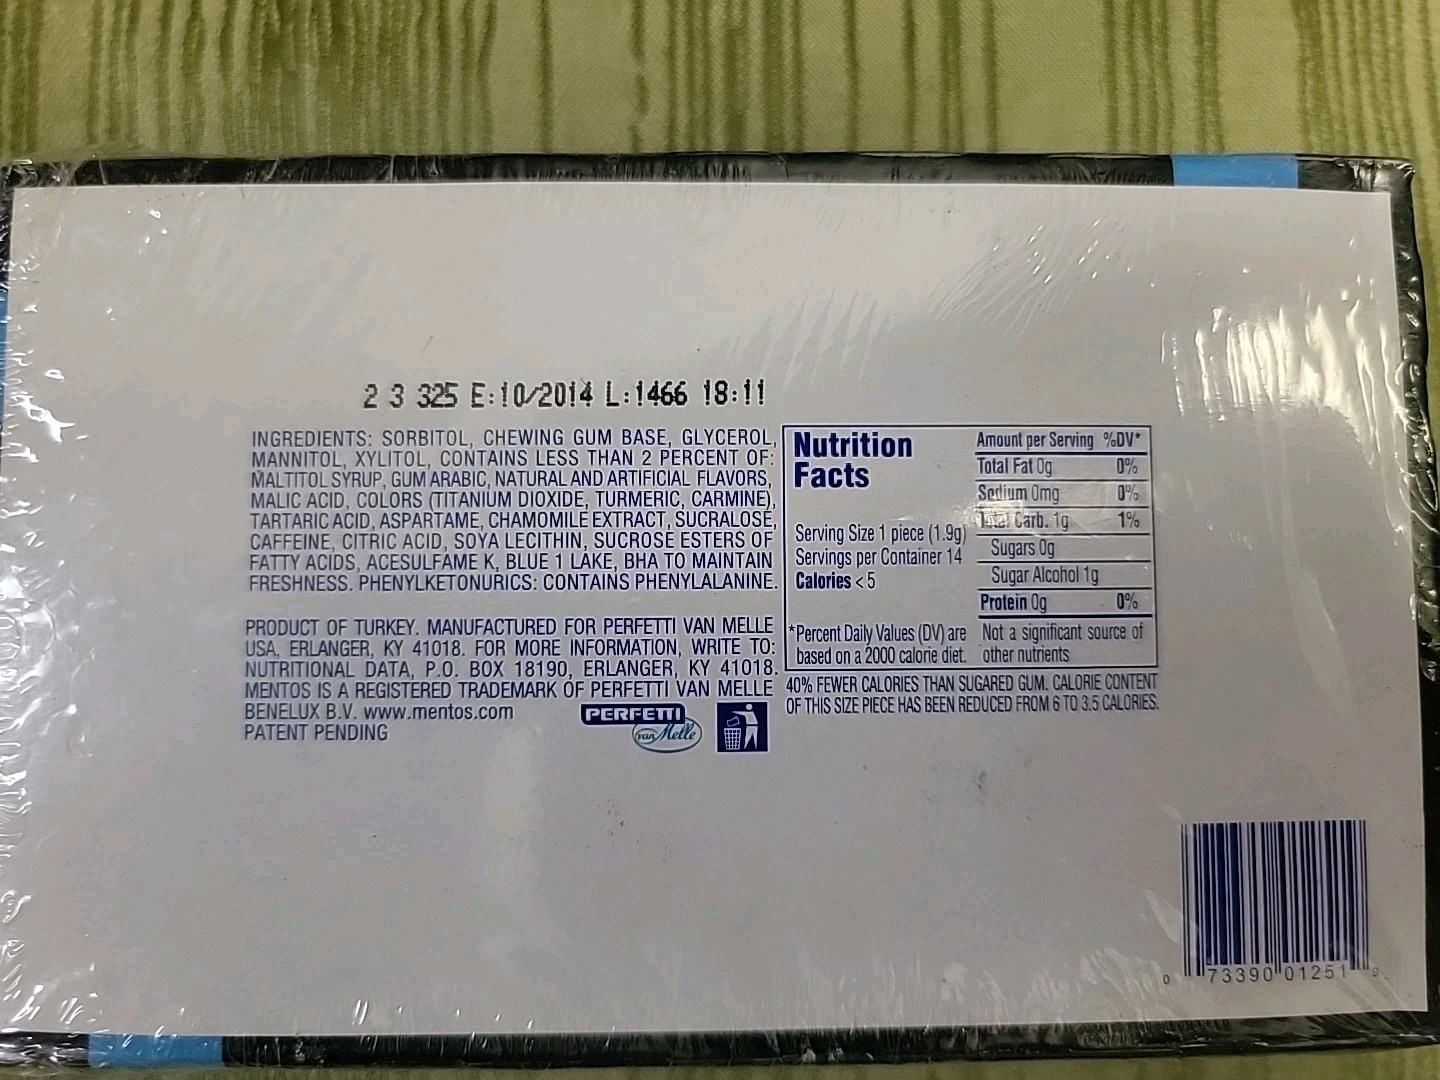 2 3 325 E:10/2014 L:1466 18:11
INGREDIENTS: SORBITOL, CHEWING GUM BASE, GLYCEROL,
MANNITOL, XYLITOL, CONTAINS LESS THAN 2 PERCENT OF:
MALTITOL SYRUP, GUM ARABIC, NATURAL AND ARTIFICIAL FLAVORS,
MALIC ACID, COLORS (TITANIUM DIOXIDE, TURMERIC, CARMINE),
TARTARIC ACID, ASPARTAME, CHAMOMILE EXTRACT, SUCRALOSE,
CAFFEINE, CITRIC ACID, SOYA LECITHIN, SUCROSE ESTERS OF
FATTY ACIDS, ACESULFAME K, BLUE 1 LAKE, BHA TO MAINTAIN
FRESHNESS. PHENYLKETONURICS: CONTAINS PHENYLALANINE.
PRODUCT OF TURKEY. MANUFACTURED FOR PERFETTI VAN MELLE
USA, ERLANGER, KY 41018. FOR MORE INFORMATION, WRITE TO:
NUTRITIONAL DATA, P.O. BOX 18190, ERLANGER, KY 41018.
MENTOS IS A REGISTERED TRADEMARK OF PERFETTI VAN MELLE
BENELUX B.V. www.mentos.com
PATENT PENDING
PERFETTI
van Melle
Nutrition
Facts
Serving Size 1 piece (1.9g)
Servings per Container 14
Calories <5
*Percent Daily Values (DV) are
based on a 2000 calorie diet.
Amount per Serving %DV*
Total Fat 0g 0%
Sodium 0mg 0%
Total Carb. 1g 1%
Sugars 0g
Sugar Alcohol 1g
Protein 0g 0%
Not a significant source of
other nutrients
40% FEWER CALORIES THAN SUGARED GUM. CALORIE CONTENT
OF THIS SIZE PIECE HAS BEEN REDUCED FROM 6 TO 3.5 CALORIES.
0 73390 01251 9